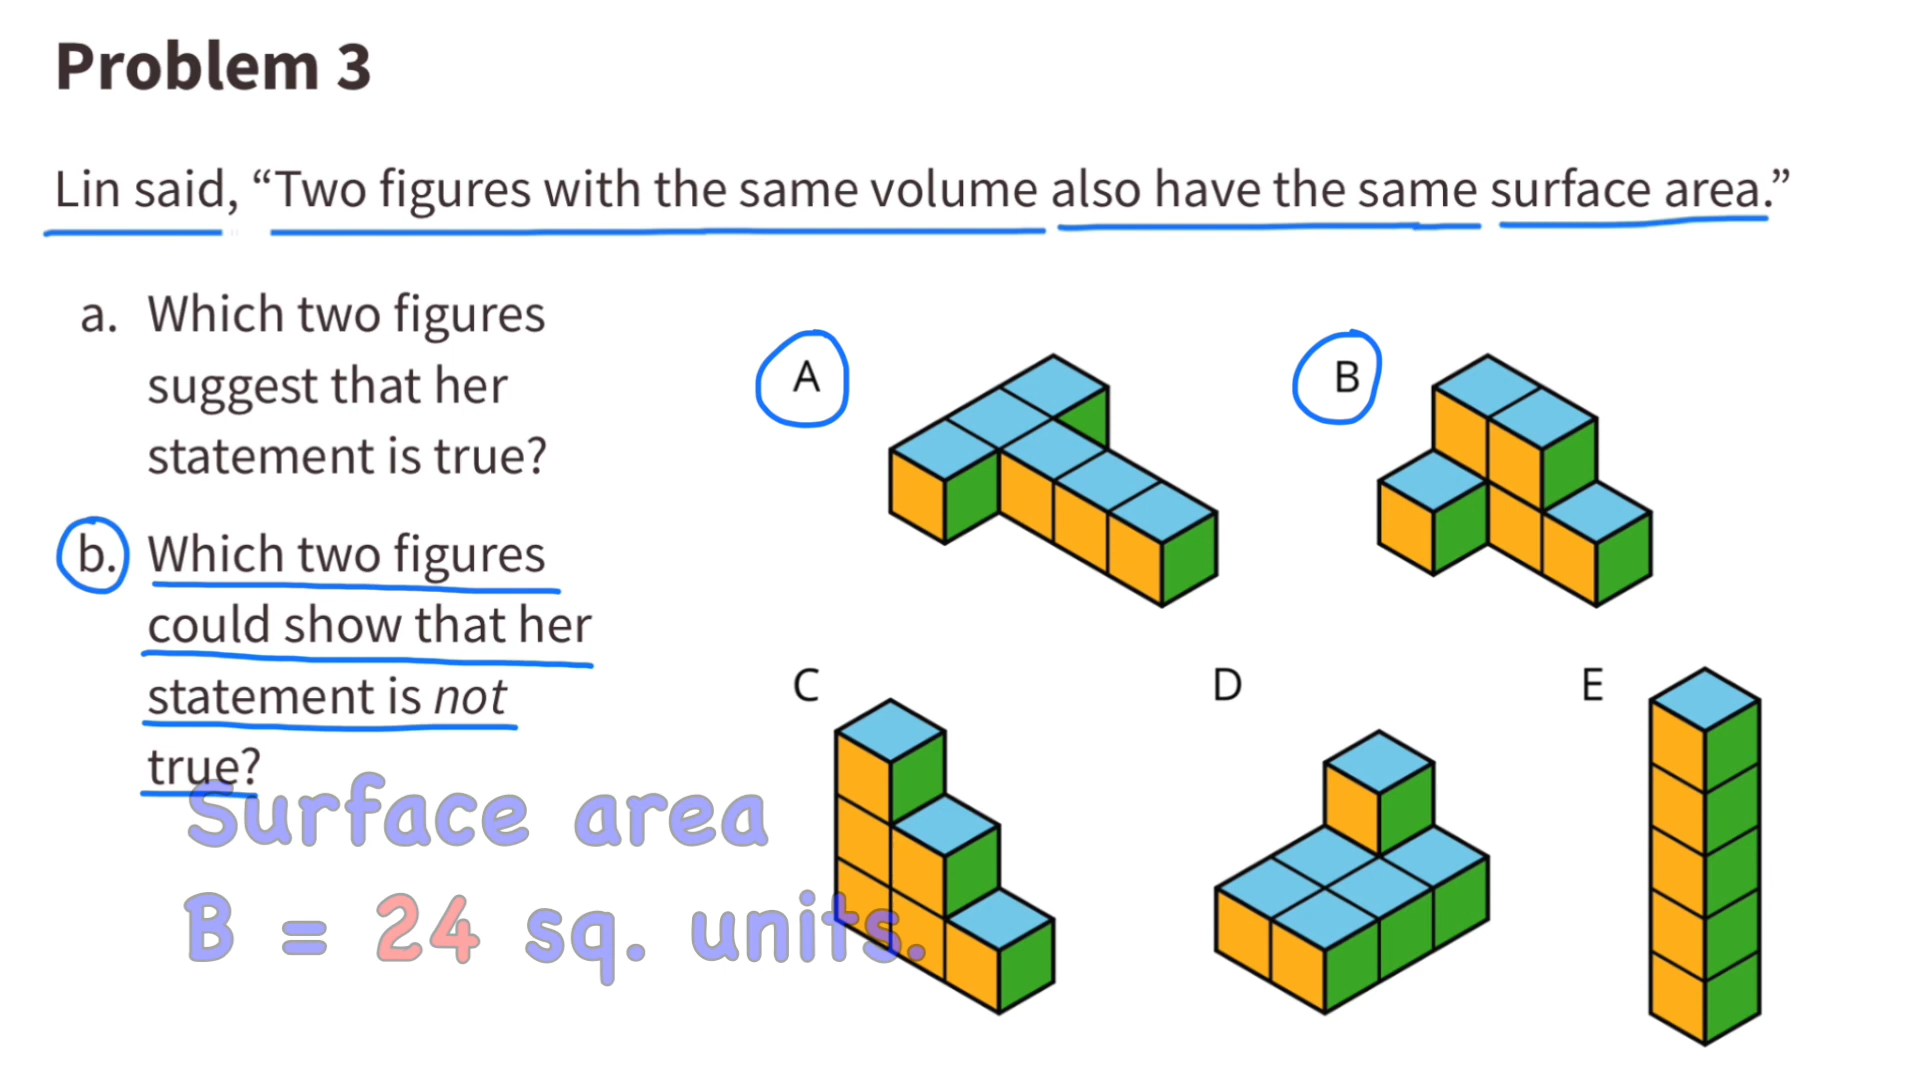 Problem 3
Lin said, “Two figures with the same volume also have the same surface area.”
a. Which two figures
suggest that her
statement is true?
b. Which two figures
could show that her
statement is not
true?
Surface area
B = 24 sq. units.
A
B
C
D
E